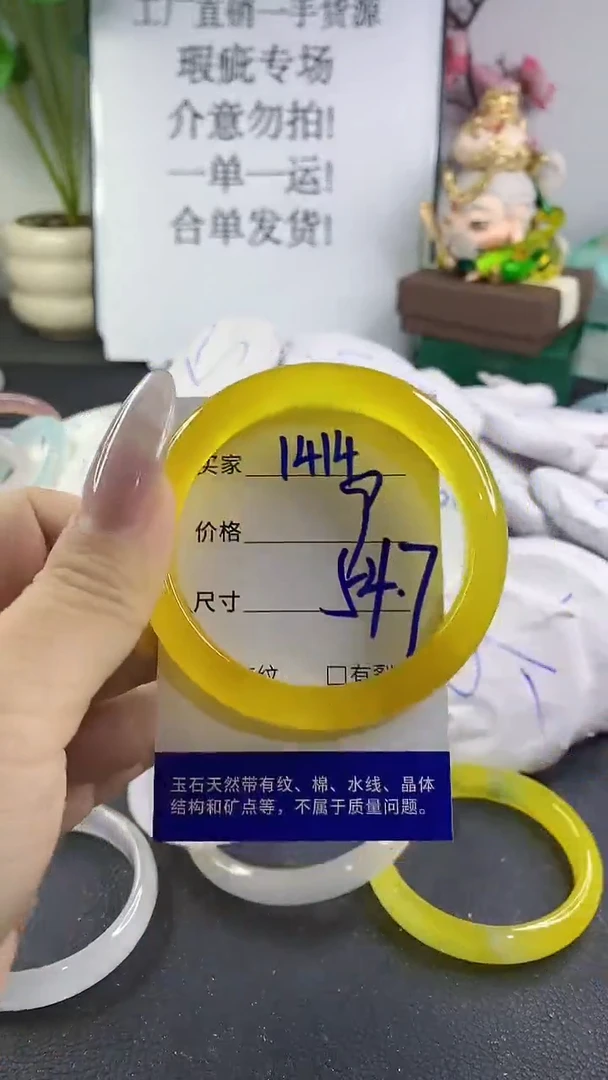 工厂直销一手货源
瑕疵专场
介意勿拍!
一单一运!
合单发货!
买家 1414
价格
尺寸 54.7
纹 □有裂
玉石天然带有纹、棉、水线、晶体
结构和矿点等，不属于质量问题。